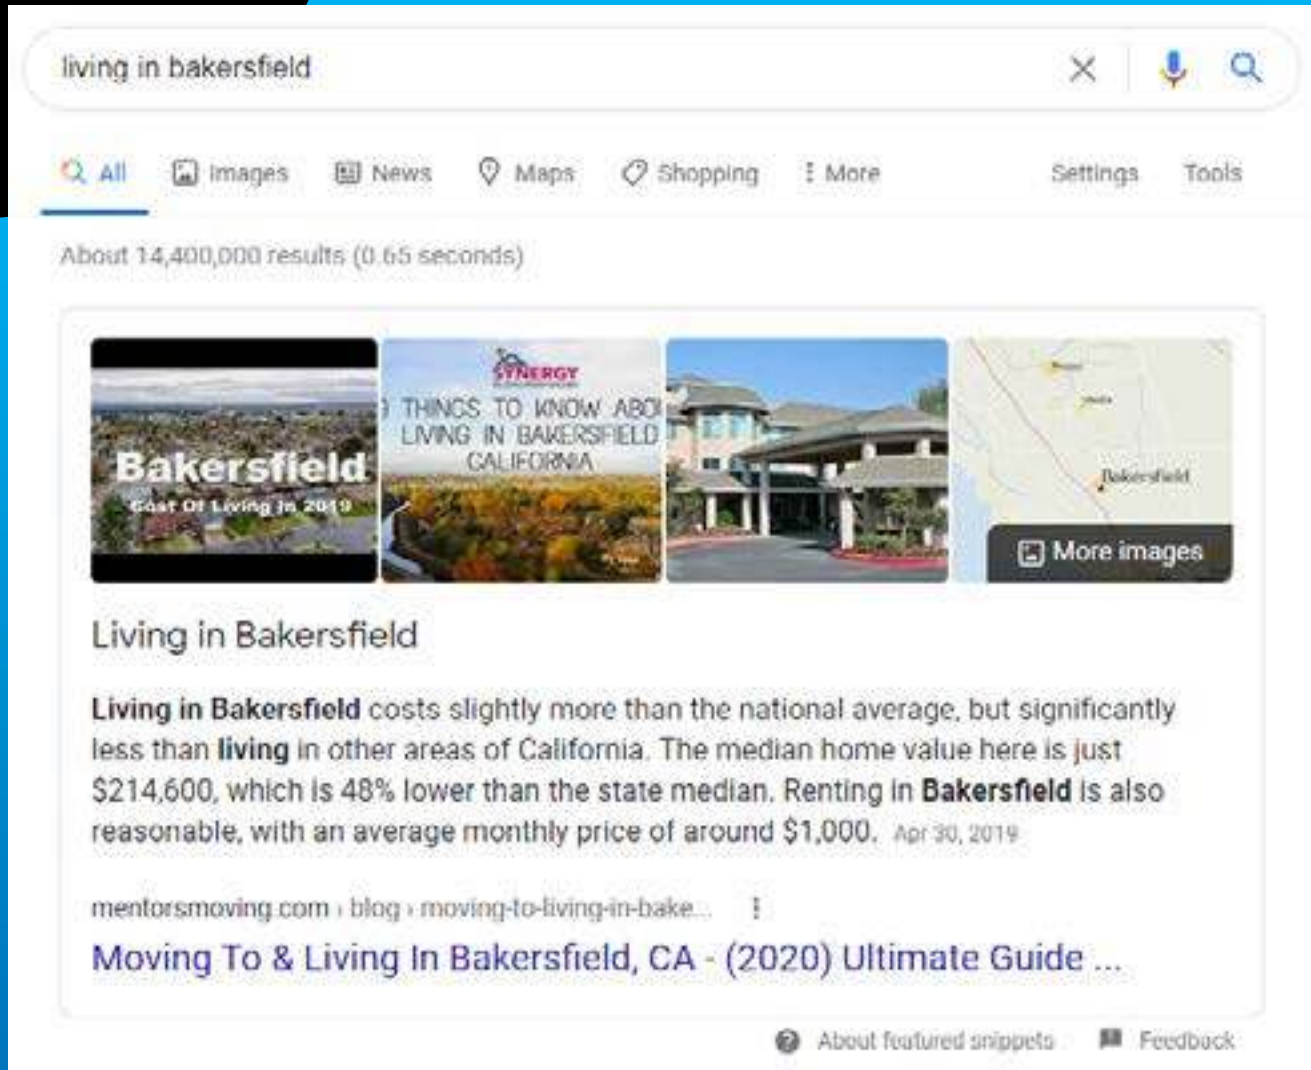 living in bakersfield
All Images News Maps Shopping More Settings Tools
About 14,400,000 results (0.65 seconds)
Bakersfield
Cost Of Living In 2019
SYNERGY
THINGS TO KNOW ABO
LIVING IN BAKERSFIELD
CALIFORNIA
Bakersfield
More images
Living in Bakersfield
Living in Bakersfield costs slightly more than the national average, but significantly
less than living in other areas of California. The median home value here is just
$214,600, which is 48% lower than the state median. Renting in Bakersfield is also
reasonable, with an average monthly price of around $1,000. Apr 30, 2019
mentorsmoving.com › blog › moving-to-living-in-bake...
Moving To & Living In Bakersfield, CA - (2020) Ultimate Guide ...
About featured snippets Feedback